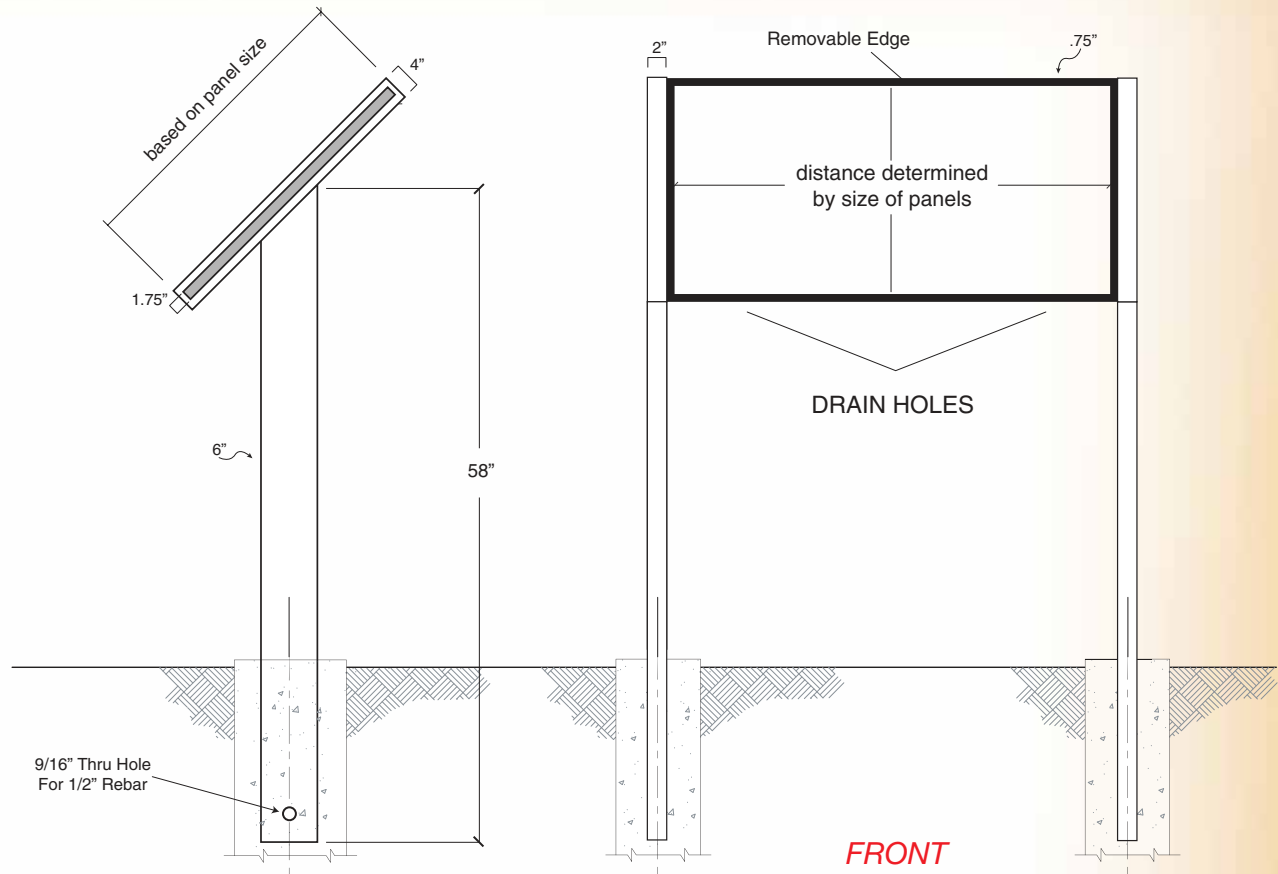 based on panel size
4”
1.75”
6”
58”
9/16” Thru Hole
For 1/2” Rebar
2”
Removable Edge
.75”
distance determined
by size of panels
DRAIN HOLES
FRONT